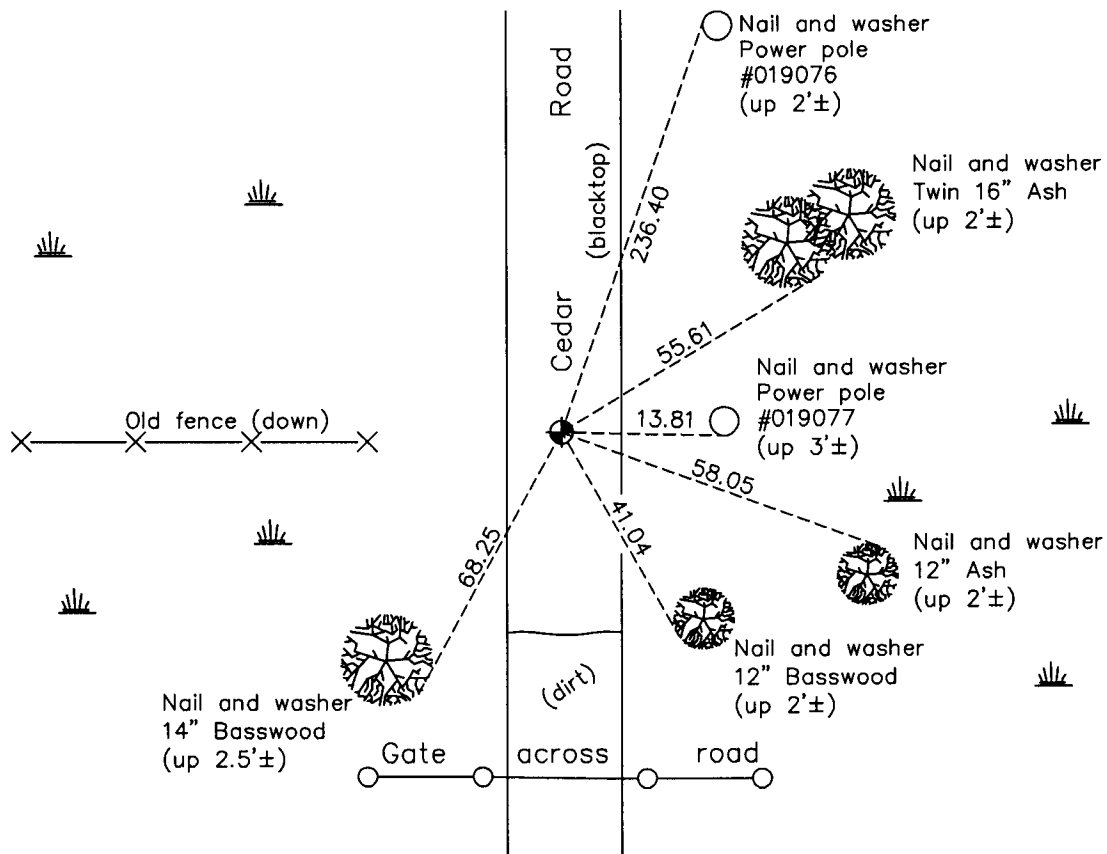 Nail and washer
Power pole
#019076
(up 2'±)
Road
(blacktop)
Cedar
236.40
Nail and washer
Twin 16" Ash
(up 2'±)
55.61
Nail and washer
Power pole
#019077
(up 3'±)
13.81
Old fence (down)
58.05
41.04
68.25
Nail and washer
12" Ash
(up 2'±)
Nail and washer
12" Basswood
(up 2'±)
(dirt)
Nail and washer
14" Basswood
(up 2.5'±)
Gate across road